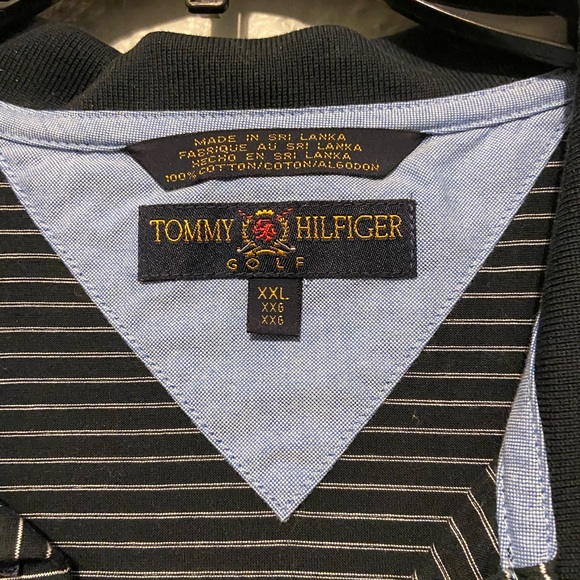 MADE IN SRI LANKA
FABRIQUE AU SRI LANKA
HECHO EN SRI LANKA
100% COTTON/COTON/ALGODON
TOMMY HILFIGER
GOLF
XXL
XXG
XXG